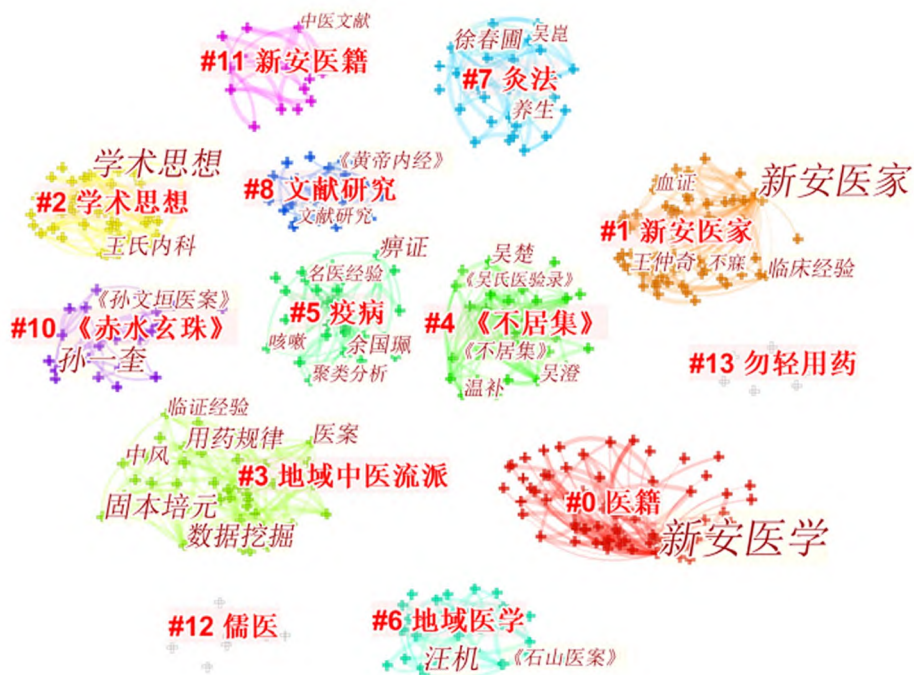 中医文献
#11 新安医籍
徐春圃
吴崑
#7 灸法
养生
学术思想
#2 学术思想
王氏内科
《黄帝内经》
#8 文献研究
文献研究
血证
新安医家
#1 新安医家
王仲奇
不寐
临床经验
《孙文垣医案》
#10 《赤水玄珠》
孙一奎
痹证
名医经验
#5 疫病
咳嗽
余国珮
聚类分析
吴楚
《吴氏医验录》
#4 《不居集》
《不居集》
吴澄
温补
#13 勿轻用药
临证经验
用药规律
医案
中风
#3 地域中医流派
固本培元
数据挖掘
#0 医籍
新安医学
#12 儒医
#6 地域医学
汪机
《石山医案》